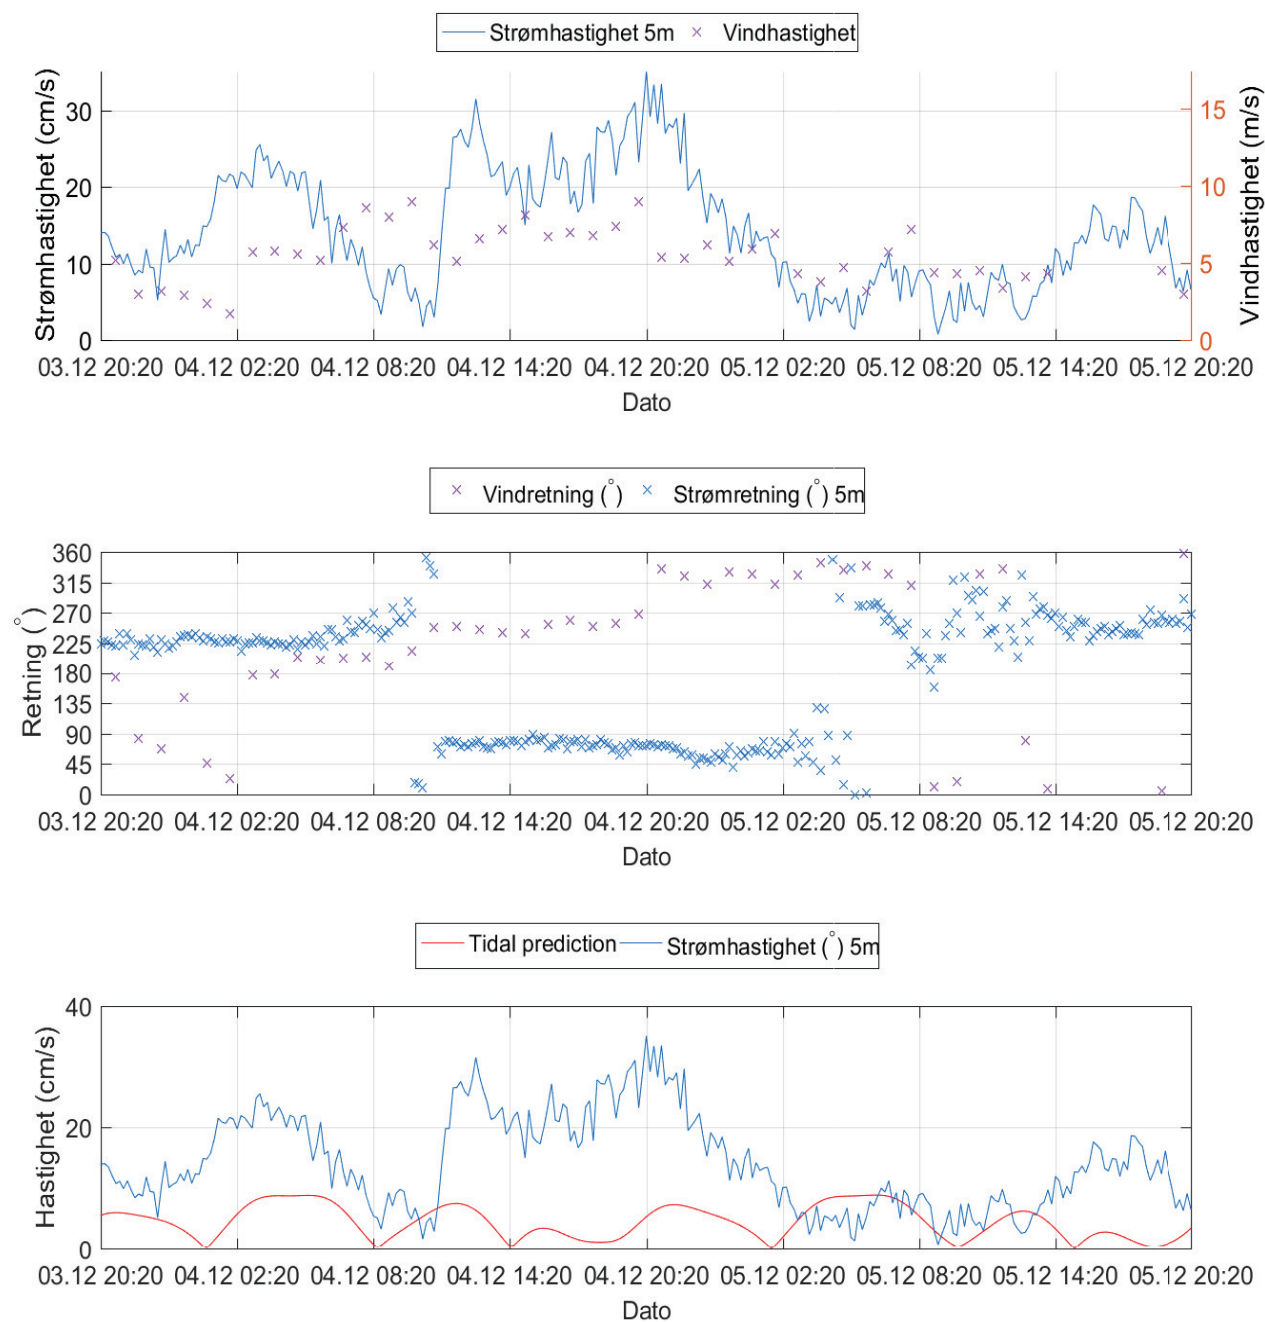 Strømhastighet 5m Vindhastighet
Strømhastighet (cm/s)
30
20
10
0
15
10
5
0
Vindhastighet (m/s)
03.12 20:20 04.12 02:20 04.12 08:20 04.12 14:20 04.12 20:20 05.12 02:20 05.12 08:20 05.12 14:20 05.12 20:20
Dato
Vindretning (°) Strømretning (°) 5m
Retning (°)
360
315
270
225
180
135
90
45
0
03.12 20:20 04.12 02:20 04.12 08:20 04.12 14:20 04.12 20:20 05.12 02:20 05.12 08:20 05.12 14:20 05.12 20:20
Dato
Tidal prediction Strømhastighet (°) 5m
Hastighet (cm/s)
40
20
0
03.12 20:20 04.12 02:20 04.12 08:20 04.12 14:20 04.12 20:20 05.12 02:20 05.12 08:20 05.12 14:20 05.12 20:20
Dato